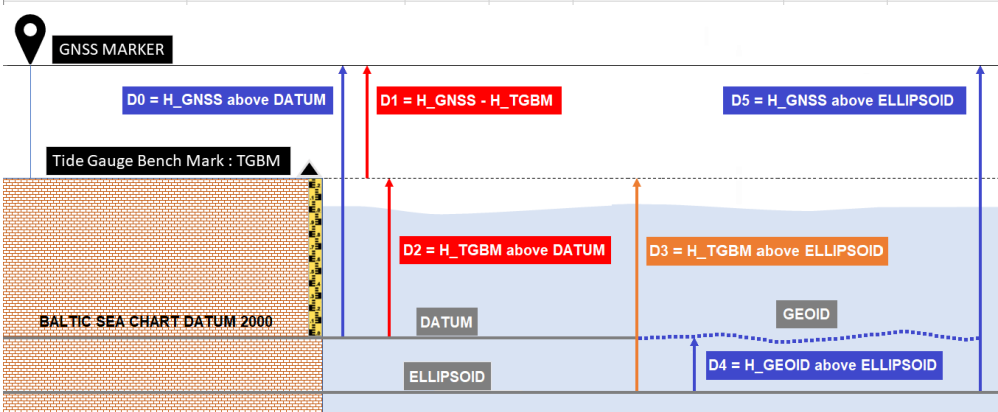 GNSS MARKER
D0 = H_GNSS above DATUM
D1 = H_GNSS - H_TGBM
D5 = H_GNSS above ELLIPSOID
Tide Gauge Bench Mark : TGBM
D2 = H_TGBM above DATUM
D3 = H_TGBM above ELLIPSOID
BALTIC SEA CHART DATUM 2000
DATUM
GEOID
ELLIPSOID
D4 = H_GEOID above ELLIPSOID